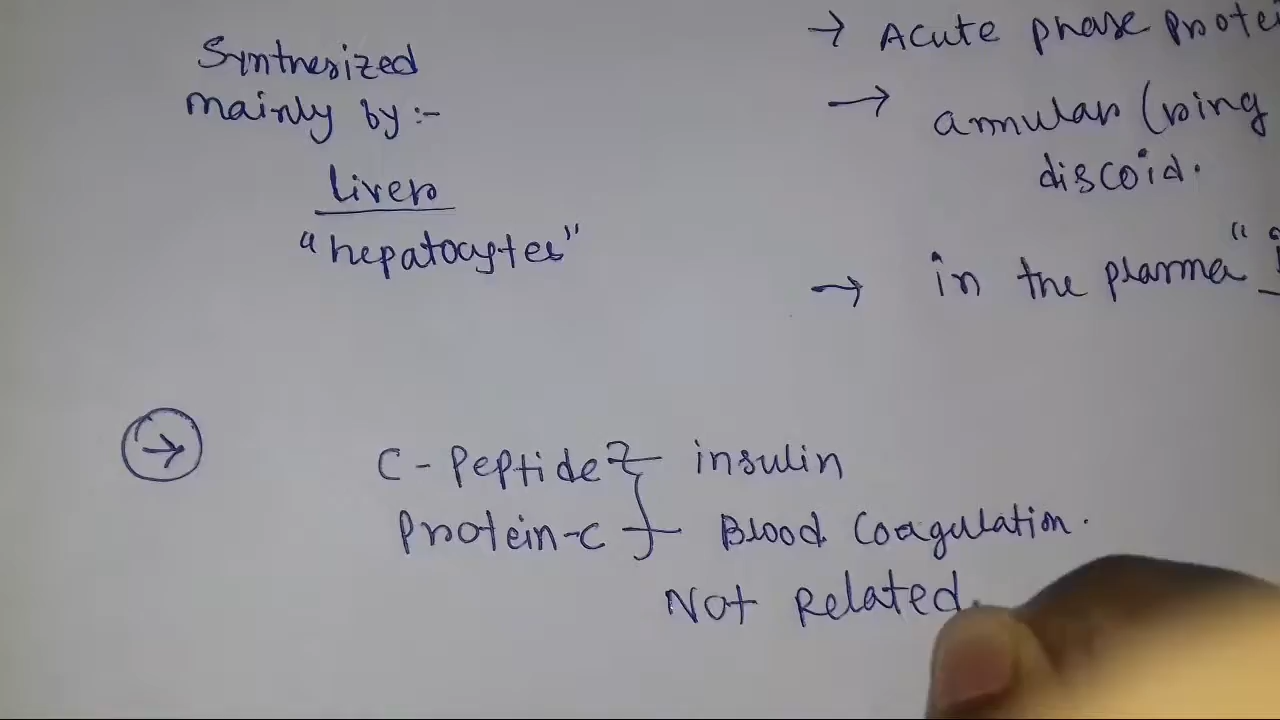 Synthesized
mainly by :-
Liver
"hepatocytes"
→ Acute phase protei
→ annular (ring
discoid.
→ in the plasma "
→ C - Peptide insulin
Protein-C Blood Coagulation.
Not Related.